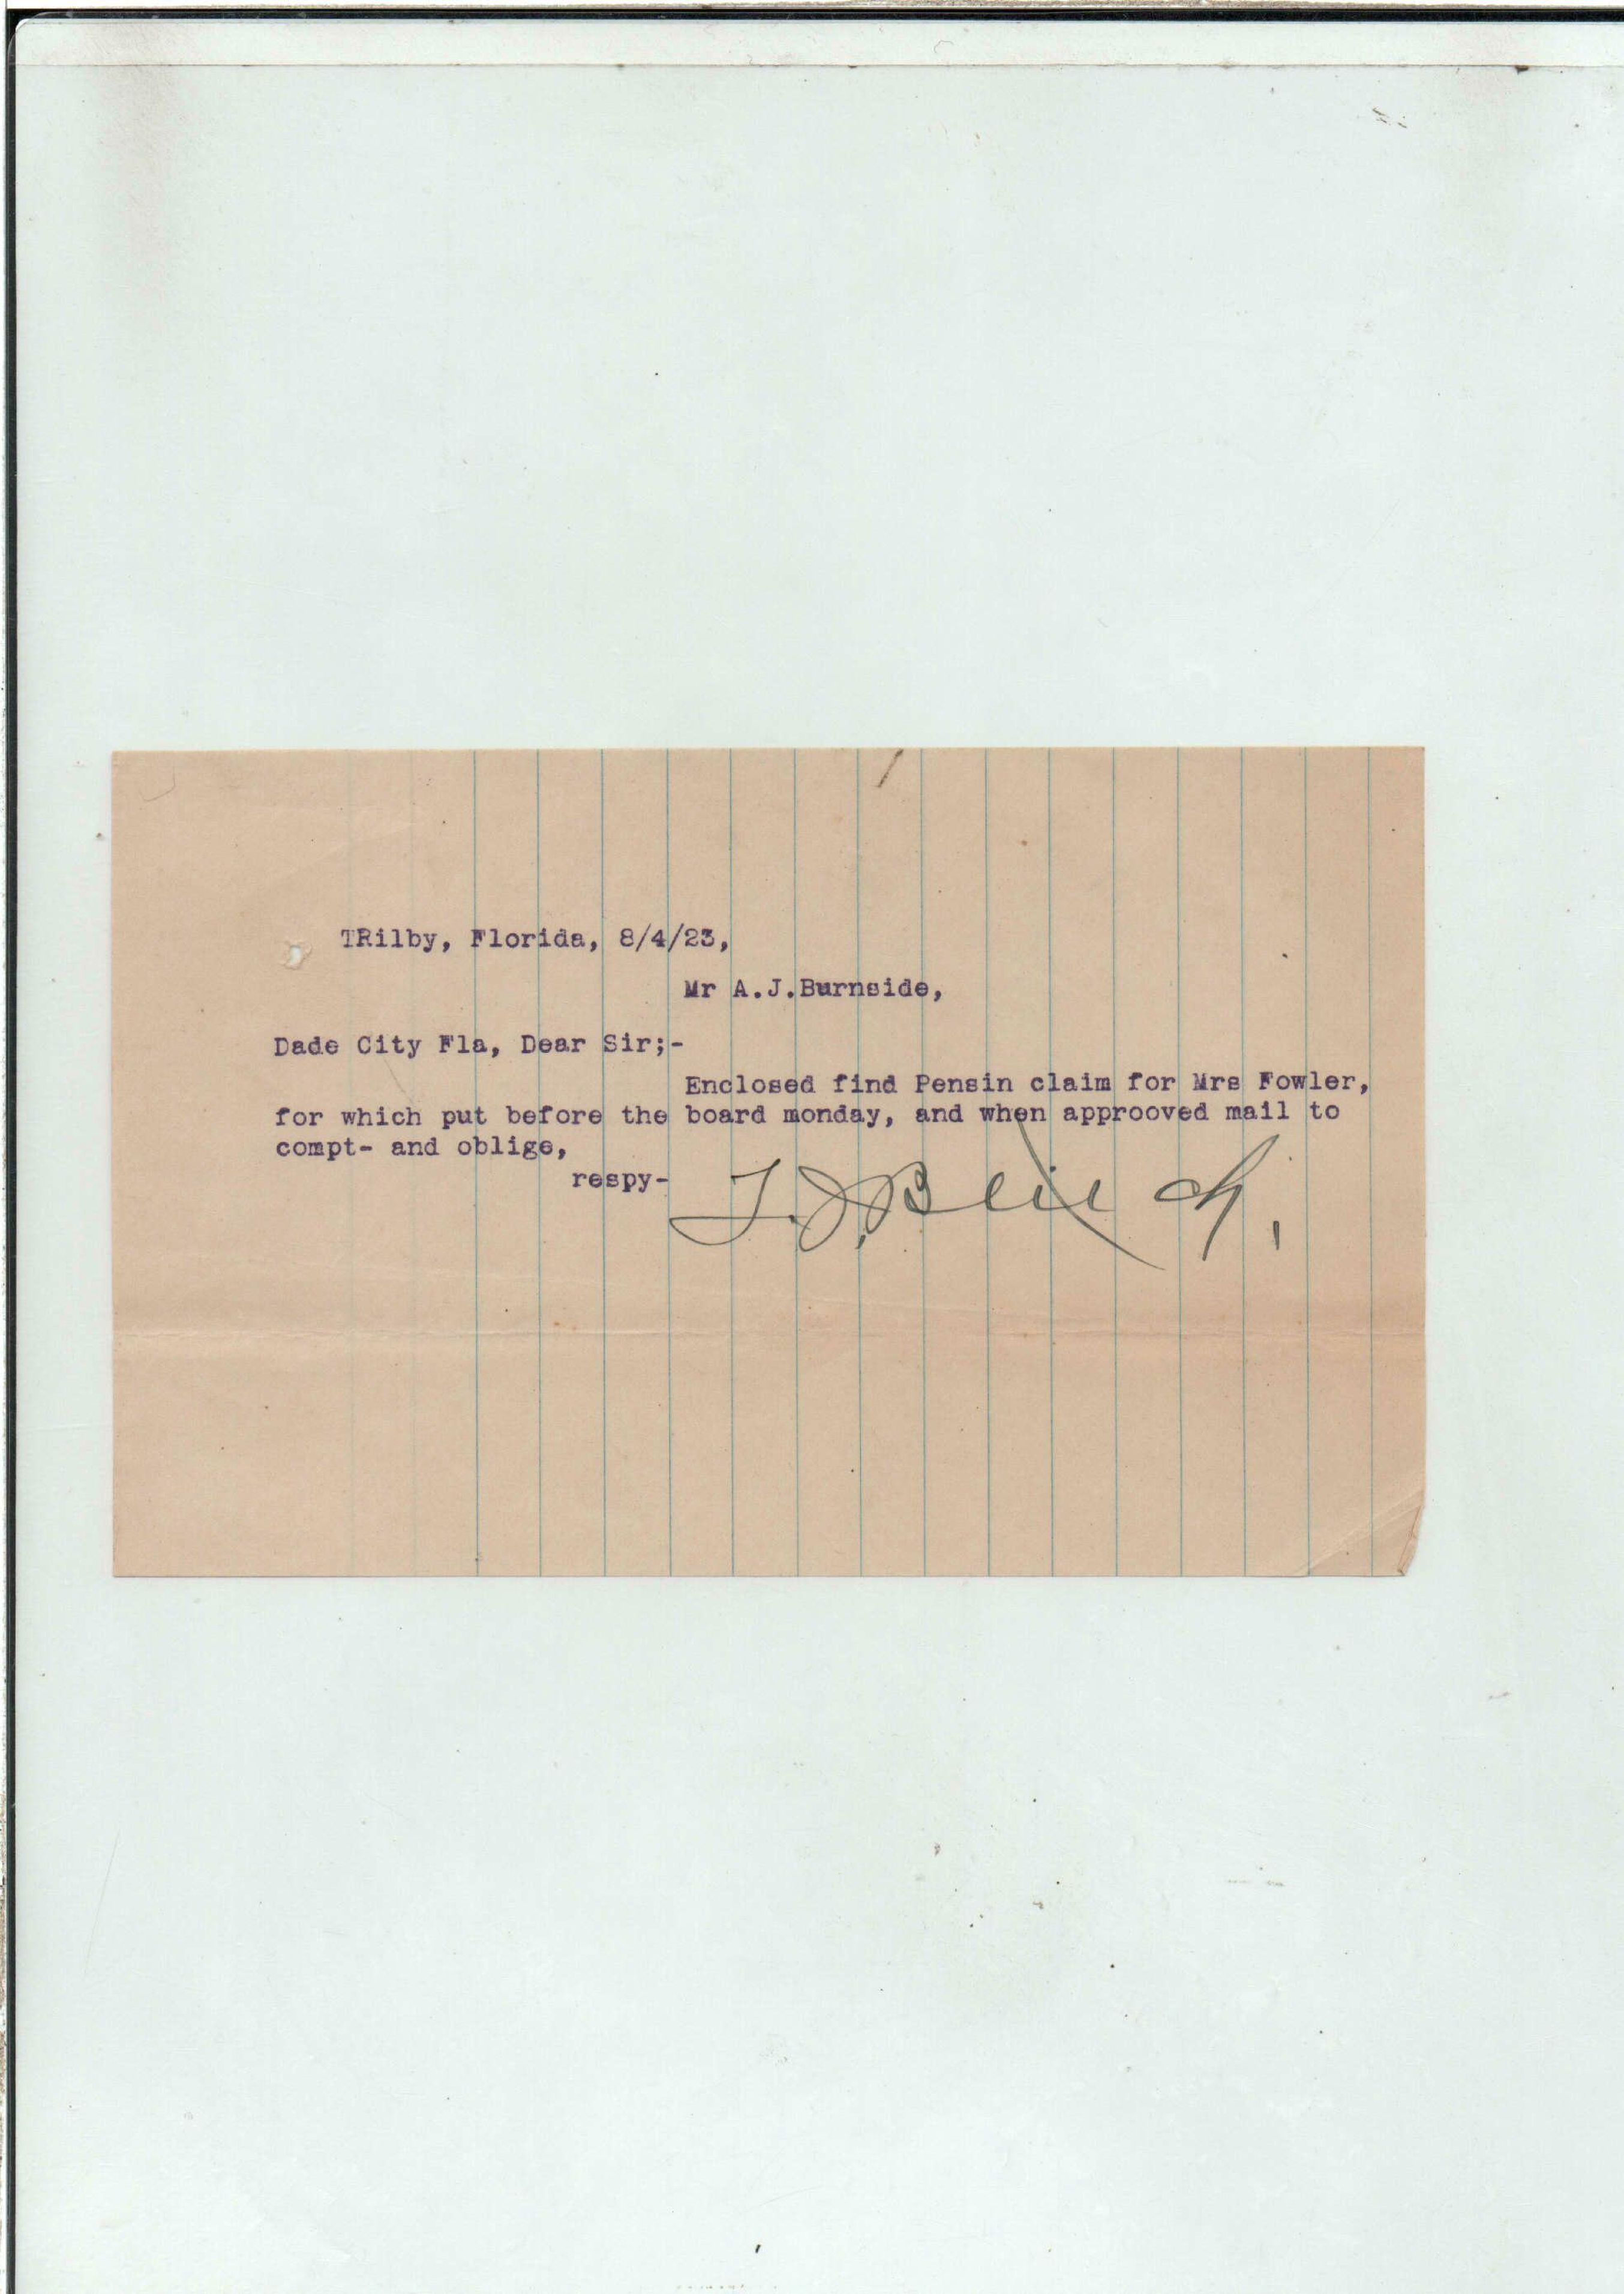 TRilby, Florida, 8/4/23,
Mr A.J.Burnside,
Dade City Fla, Dear Sir;-
Enclosed find Pensin claim for Mrs Fowler,
for which put before the board monday, and when approoved mail to
compt- and oblige,
respy-